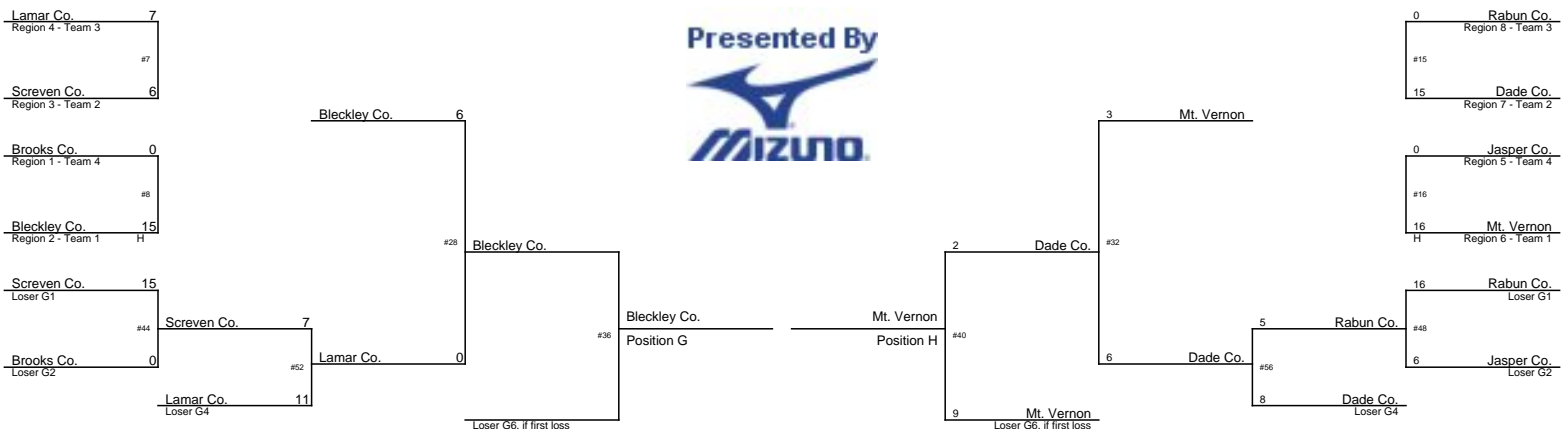 Lamar Co. 7
Region 4 - Team 3
#7
Screven Co. 6
Region 3 - Team 2
Brooks Co. 0
Region 1 - Team 4
#8
Bleckley Co. 15
Region 2 - Team 1 H
Screven Co. 15
Loser G1
#44
Brooks Co. 0
Loser G2
Screven Co. 7
#52
Lamar Co. 11
Loser G4
Bleckley Co. 6
#28
Lamar Co. 0
Bleckley Co.
#36
Loser G6, if first loss
Bleckley Co.
Position G
Presented By
MIZUNO
Mt. Vernon
Position H
2 Dade Co.
#40
9 Mt. Vernon
Loser G6, if first loss
3 Mt. Vernon
#32
6 Dade Co.
5 Rabun Co.
#56
8 Dade Co.
Loser G4
0 Rabun Co.
Region 8 - Team 3
#15
15 Dade Co.
Region 7 - Team 2
0 Jasper Co.
Region 5 - Team 4
#16
16 Mt. Vernon
H Region 6 - Team 1
16 Rabun Co.
Loser G1
#48
6 Jasper Co.
Loser G2